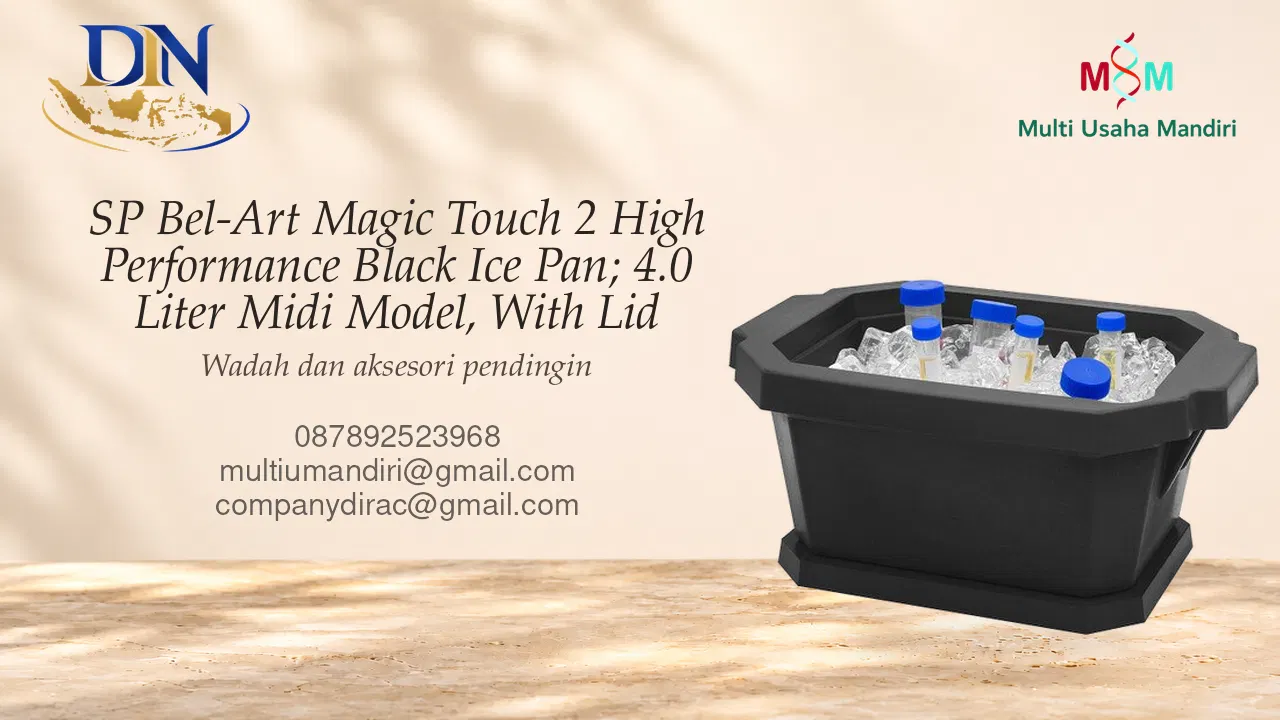 DIN
M M
Multi Usaha Mandiri
SP Bel-Art Magic Touch 2 High
Performance Black Ice Pan; 4.0
Liter Midi Model, With Lid
Wadah dan aksesori pendingin
087892523968
multiumandiri@gmail.com
companydirac@gmail.com